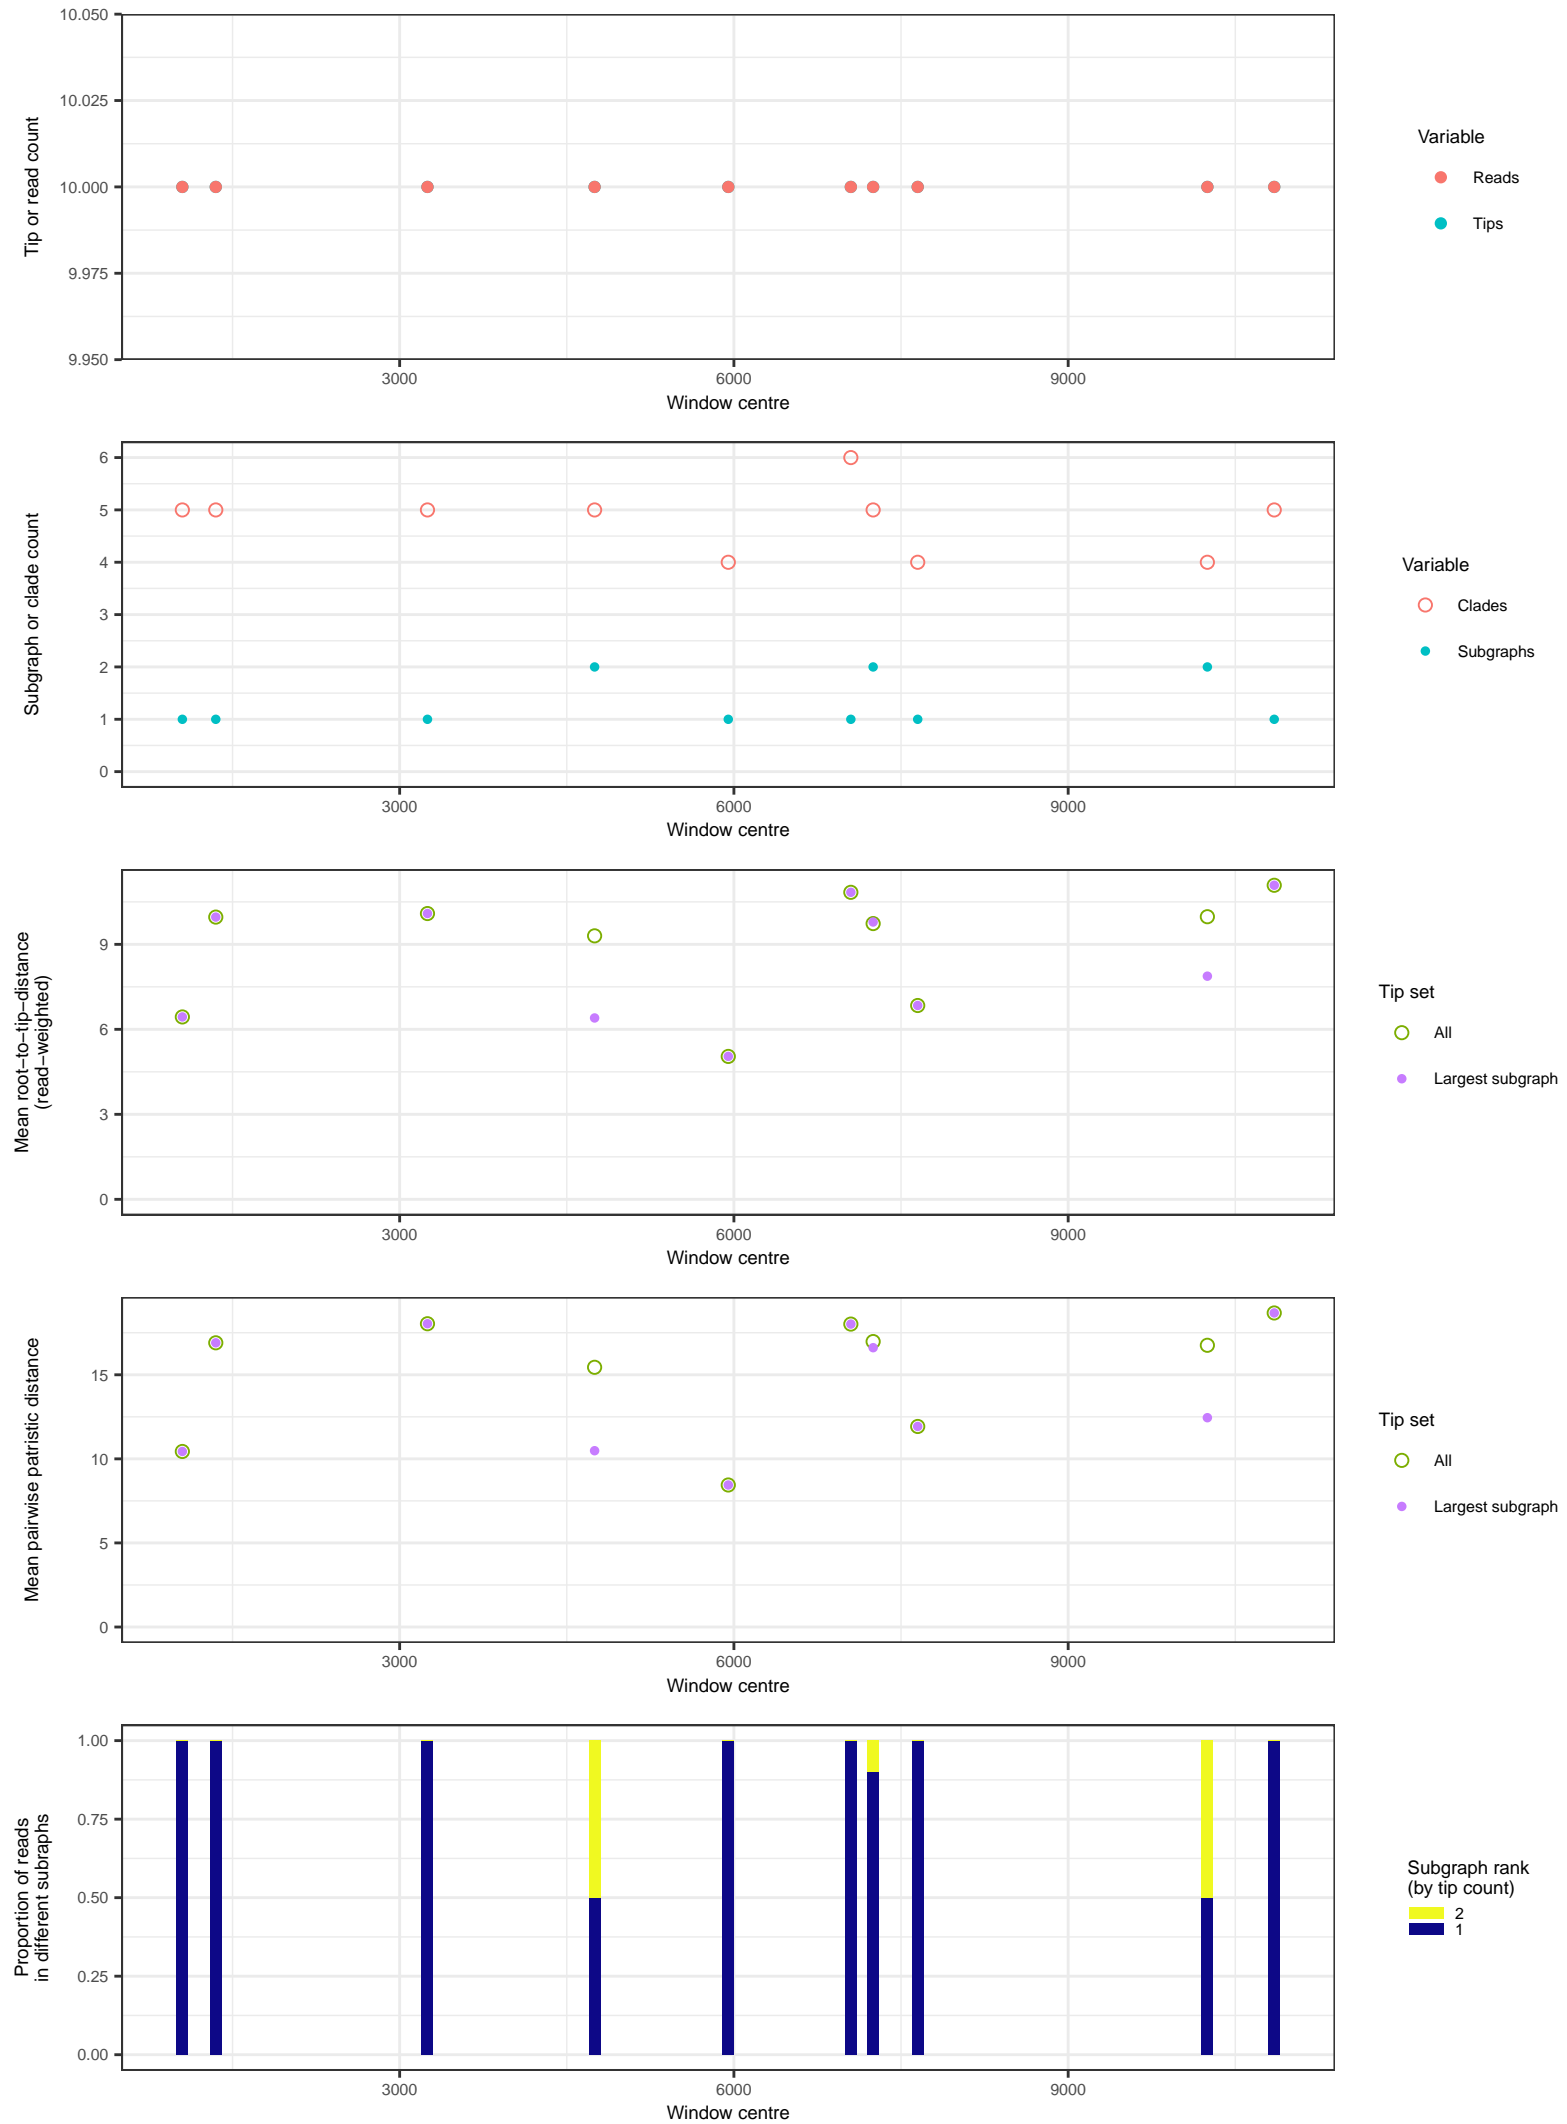 10.050
10.025
10.000
9.975
9.950
Tip or read count
3000 6000 9000
Window centre
Variable
Reads
Tips
6
5
4
3
2
1
0
Subgraph or clade count
3000 6000 9000
Window centre
Variable
Clades
Subgraphs
9
6
3
0
Mean root−to−tip−distance
(read−weighted)
3000 6000 9000
Window centre
Tip set
All
Largest subgraph
15
10
5
0
Mean pairwise patristic distance
3000 6000 9000
Window centre
Tip set
All
Largest subgraph
1.00
0.75
0.50
0.25
0.00
Proportion of reads
in different subraphs
3000 6000 9000
Window centre
Subgraph rank
(by tip count)
2
1